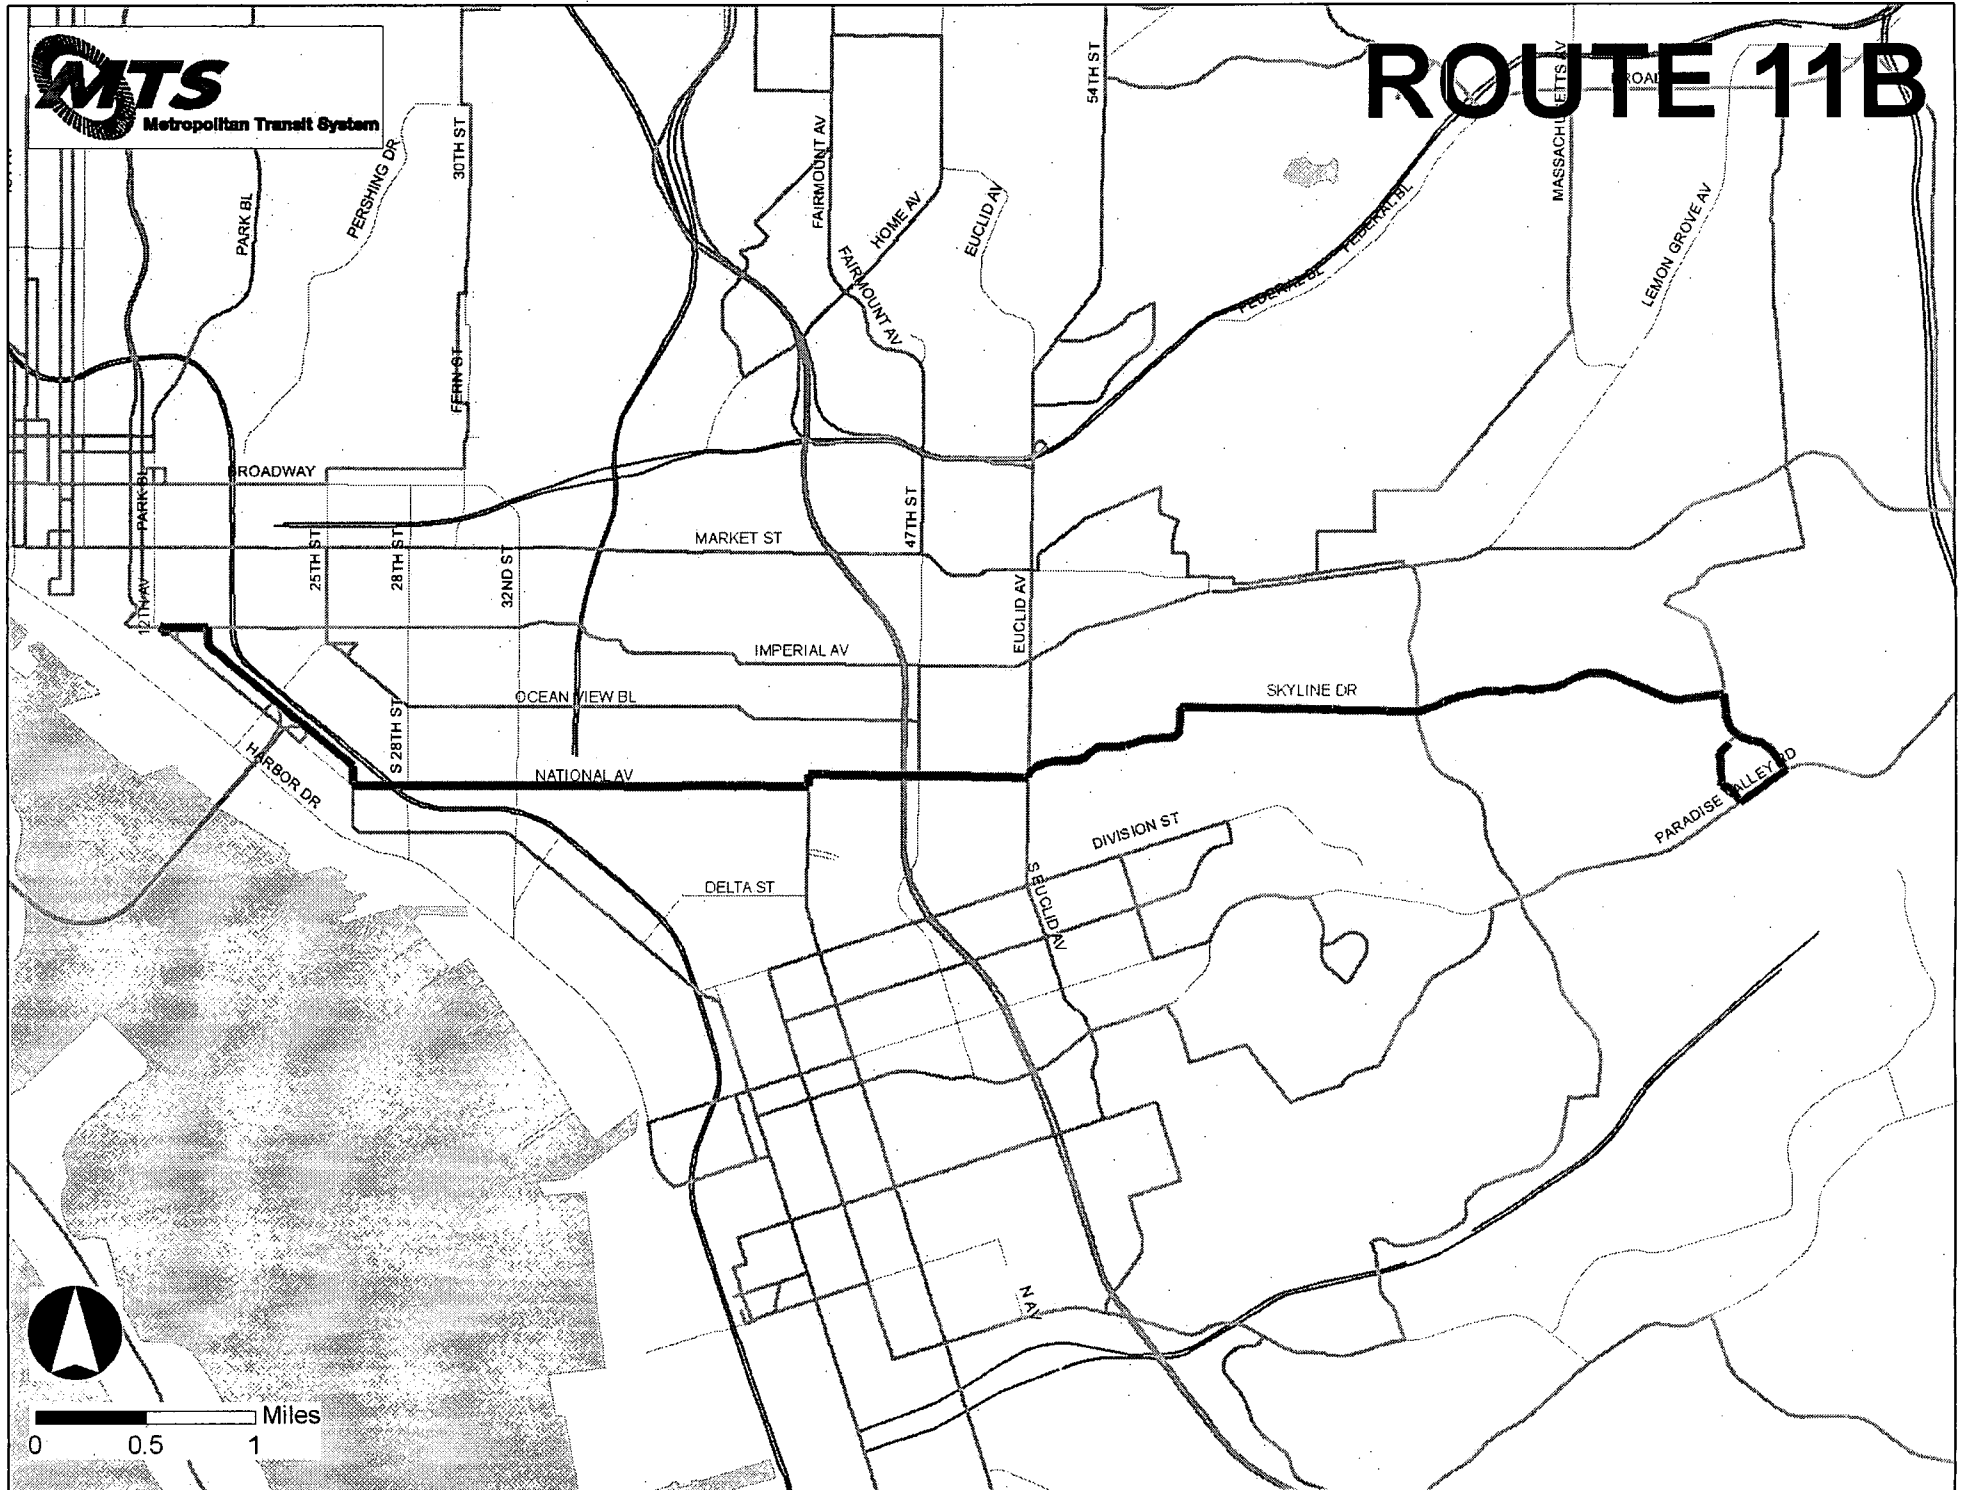 MTS
Metropolitan Transit System
ROUTE 11B
54TH ST
MASSACHUSETTS AV
30TH ST
FAIRMOUNT AV
PERSHING DR
PARK BL
HOME AV
EUCLID AV
FEDERAL BL
LEMON GROVE AV
FAIRMOUNT AV
FEDERAL BL
FERN ST
BROADWAY
PARK BL
47TH ST
MARKET ST
25TH ST
28TH ST
32ND ST
12TH AV
EUCLID AV
IMPERIAL AV
SKYLINE DR
OCEAN VIEW BL
S 28TH ST
HARBOR DR
NATIONAL AV
PARADISE VALLEY RD
DIVISION ST
DELTA ST
S EUCLID AV
N AV
Miles
0 0.5 1